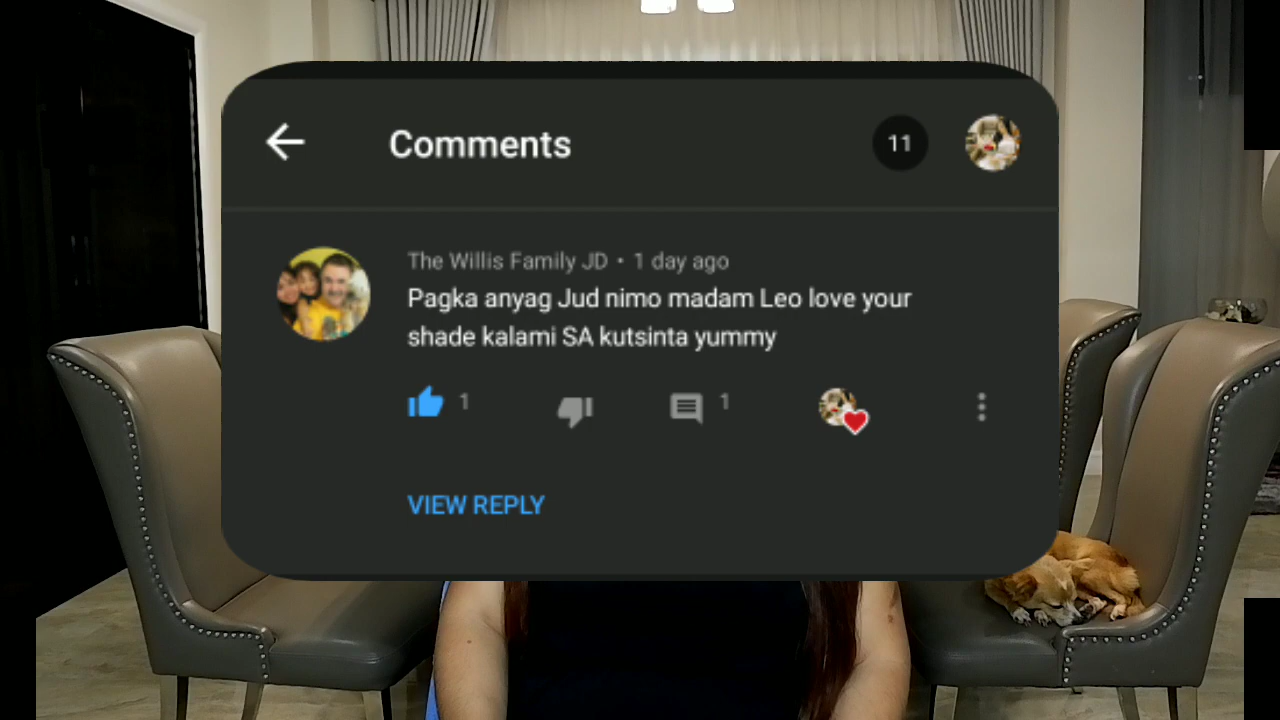 Comments
11
The Willis Family JD • 1 day ago
Pagka anyag Jud nimo madam Leo love your
shade kalami SA kutsinta yummy
1
1
VIEW REPLY